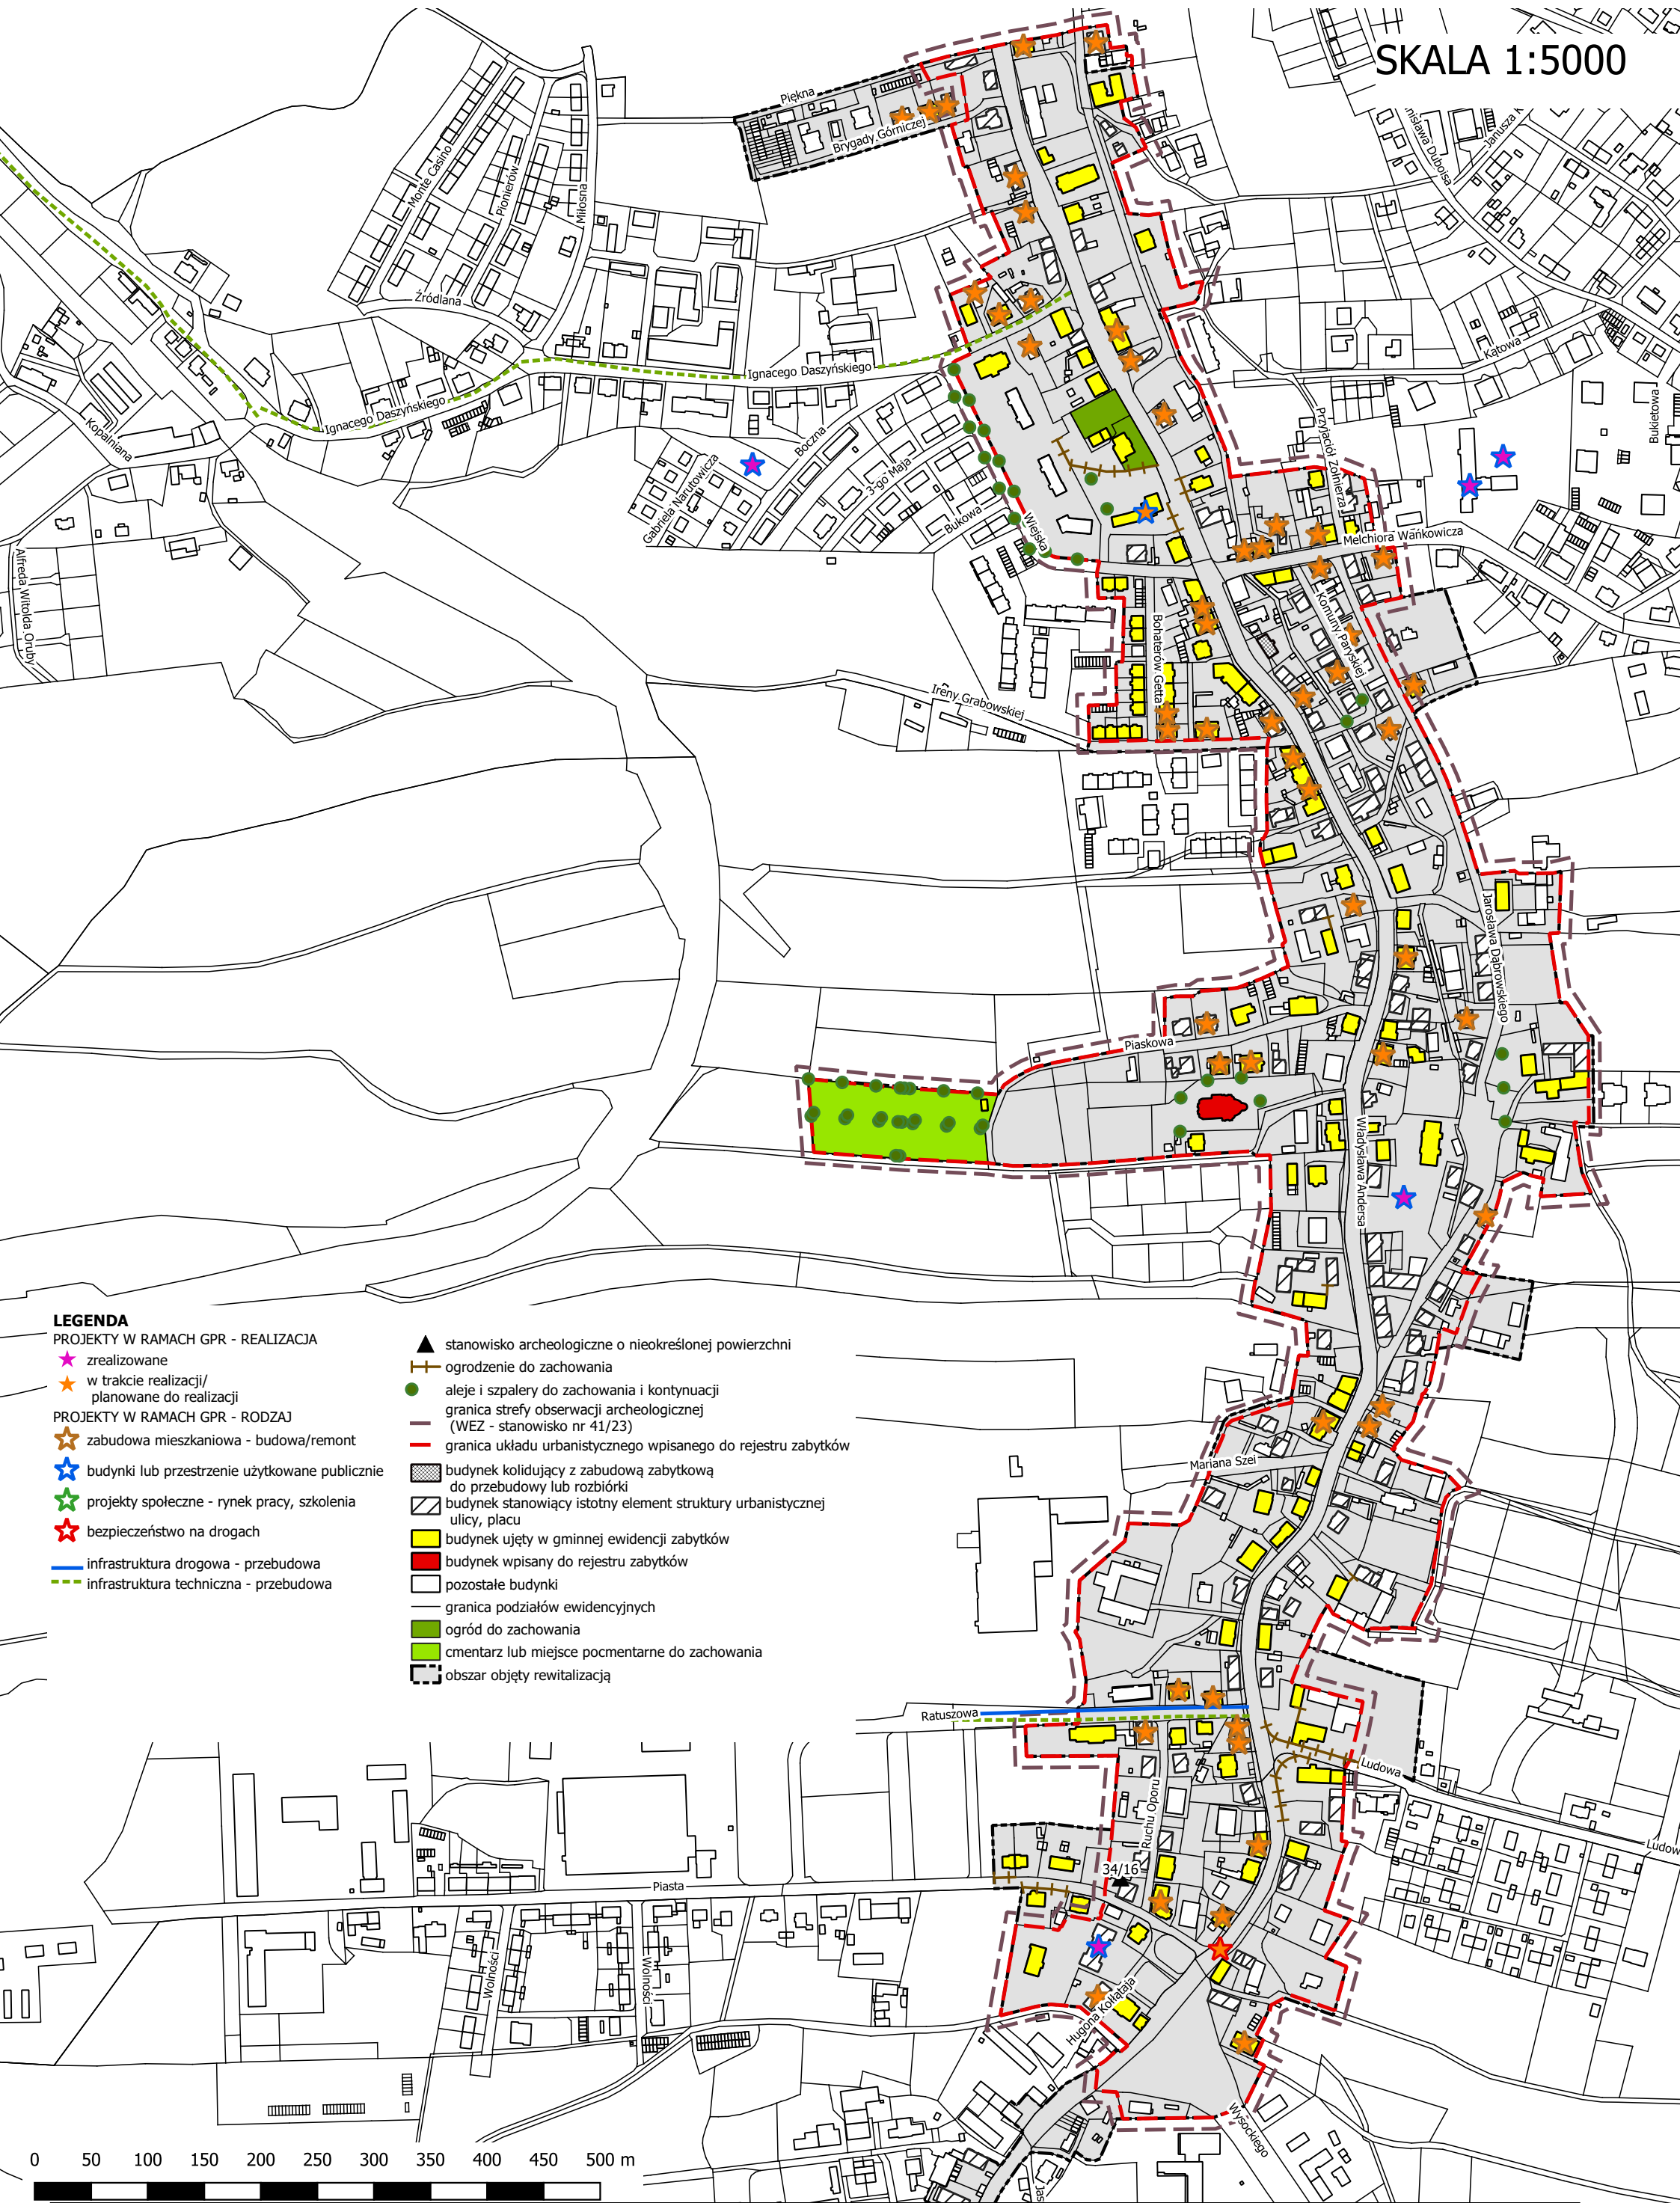 SKALA 1:5000
Piękna
Brygady Górniczej
Monte Casino
Pionierów
Miłosna
Źródlana
Janusza
Kątowa
Bukietowa
Ignacego Daszyńskiego
Ignacego Daszyńskiego
Kopalniana
Boczna
Gabriela Narutowicza
3-go Maja
Bukowa
Wiejska
Przyjaciół Żołnierza
Melchiora Wańkowicza
Alfreda Witolda Oruby
Komuny Paryskiej
Bohaterów Getta
Ireny Grabowskiej
Jarosława Dąbrowskiego
Piaskowa
Władysława Andersa
LEGENDA
PROJEKTY W RAMACH GPR - REALIZACJA
zrealizowane
w trakcie realizacji/
planowane do realizacji
PROJEKTY W RAMACH GPR - RODZAJ
zabudowa mieszkaniowa - budowa/remont
budynki lub przestrzenie użytkowane publicznie
projekty społeczne - rynek pracy, szkolenia
bezpieczeństwo na drogach
infrastruktura drogowa - przebudowa
infrastruktura techniczna - przebudowa
stanowisko archeologiczne o nieokreślonej powierzchni
ogrodzenie do zachowania
aleje i szpalery do zachowania i kontynuacji
granica strefy obserwacji archeologicznej
(WEZ - stanowisko nr 41/23)
granica układu urbanistycznego wpisanego do rejestru zabytków
budynek kolidujący z zabudową zabytkową
do przebudowy lub rozbiórki
budynek stanowiący istotny element struktury urbanistycznej
ulicy, placu
budynek ujęty w gminnej ewidencji zabytków
budynek wpisany do rejestru zabytków
pozostałe budynki
granica podziałów ewidencyjnych
ogród do zachowania
cmentarz lub miejsce pocmentarne do zachowania
obszar objęty rewitalizacją
Mariana Szei
Ratuszowa
Ludowa
Ruchu Oporu
34/16
Piasta
Wolności
Wolności
Hugona Kołłątaja
Wysockiego
0 50 100 150 200 250 300 350 400 450 500 m